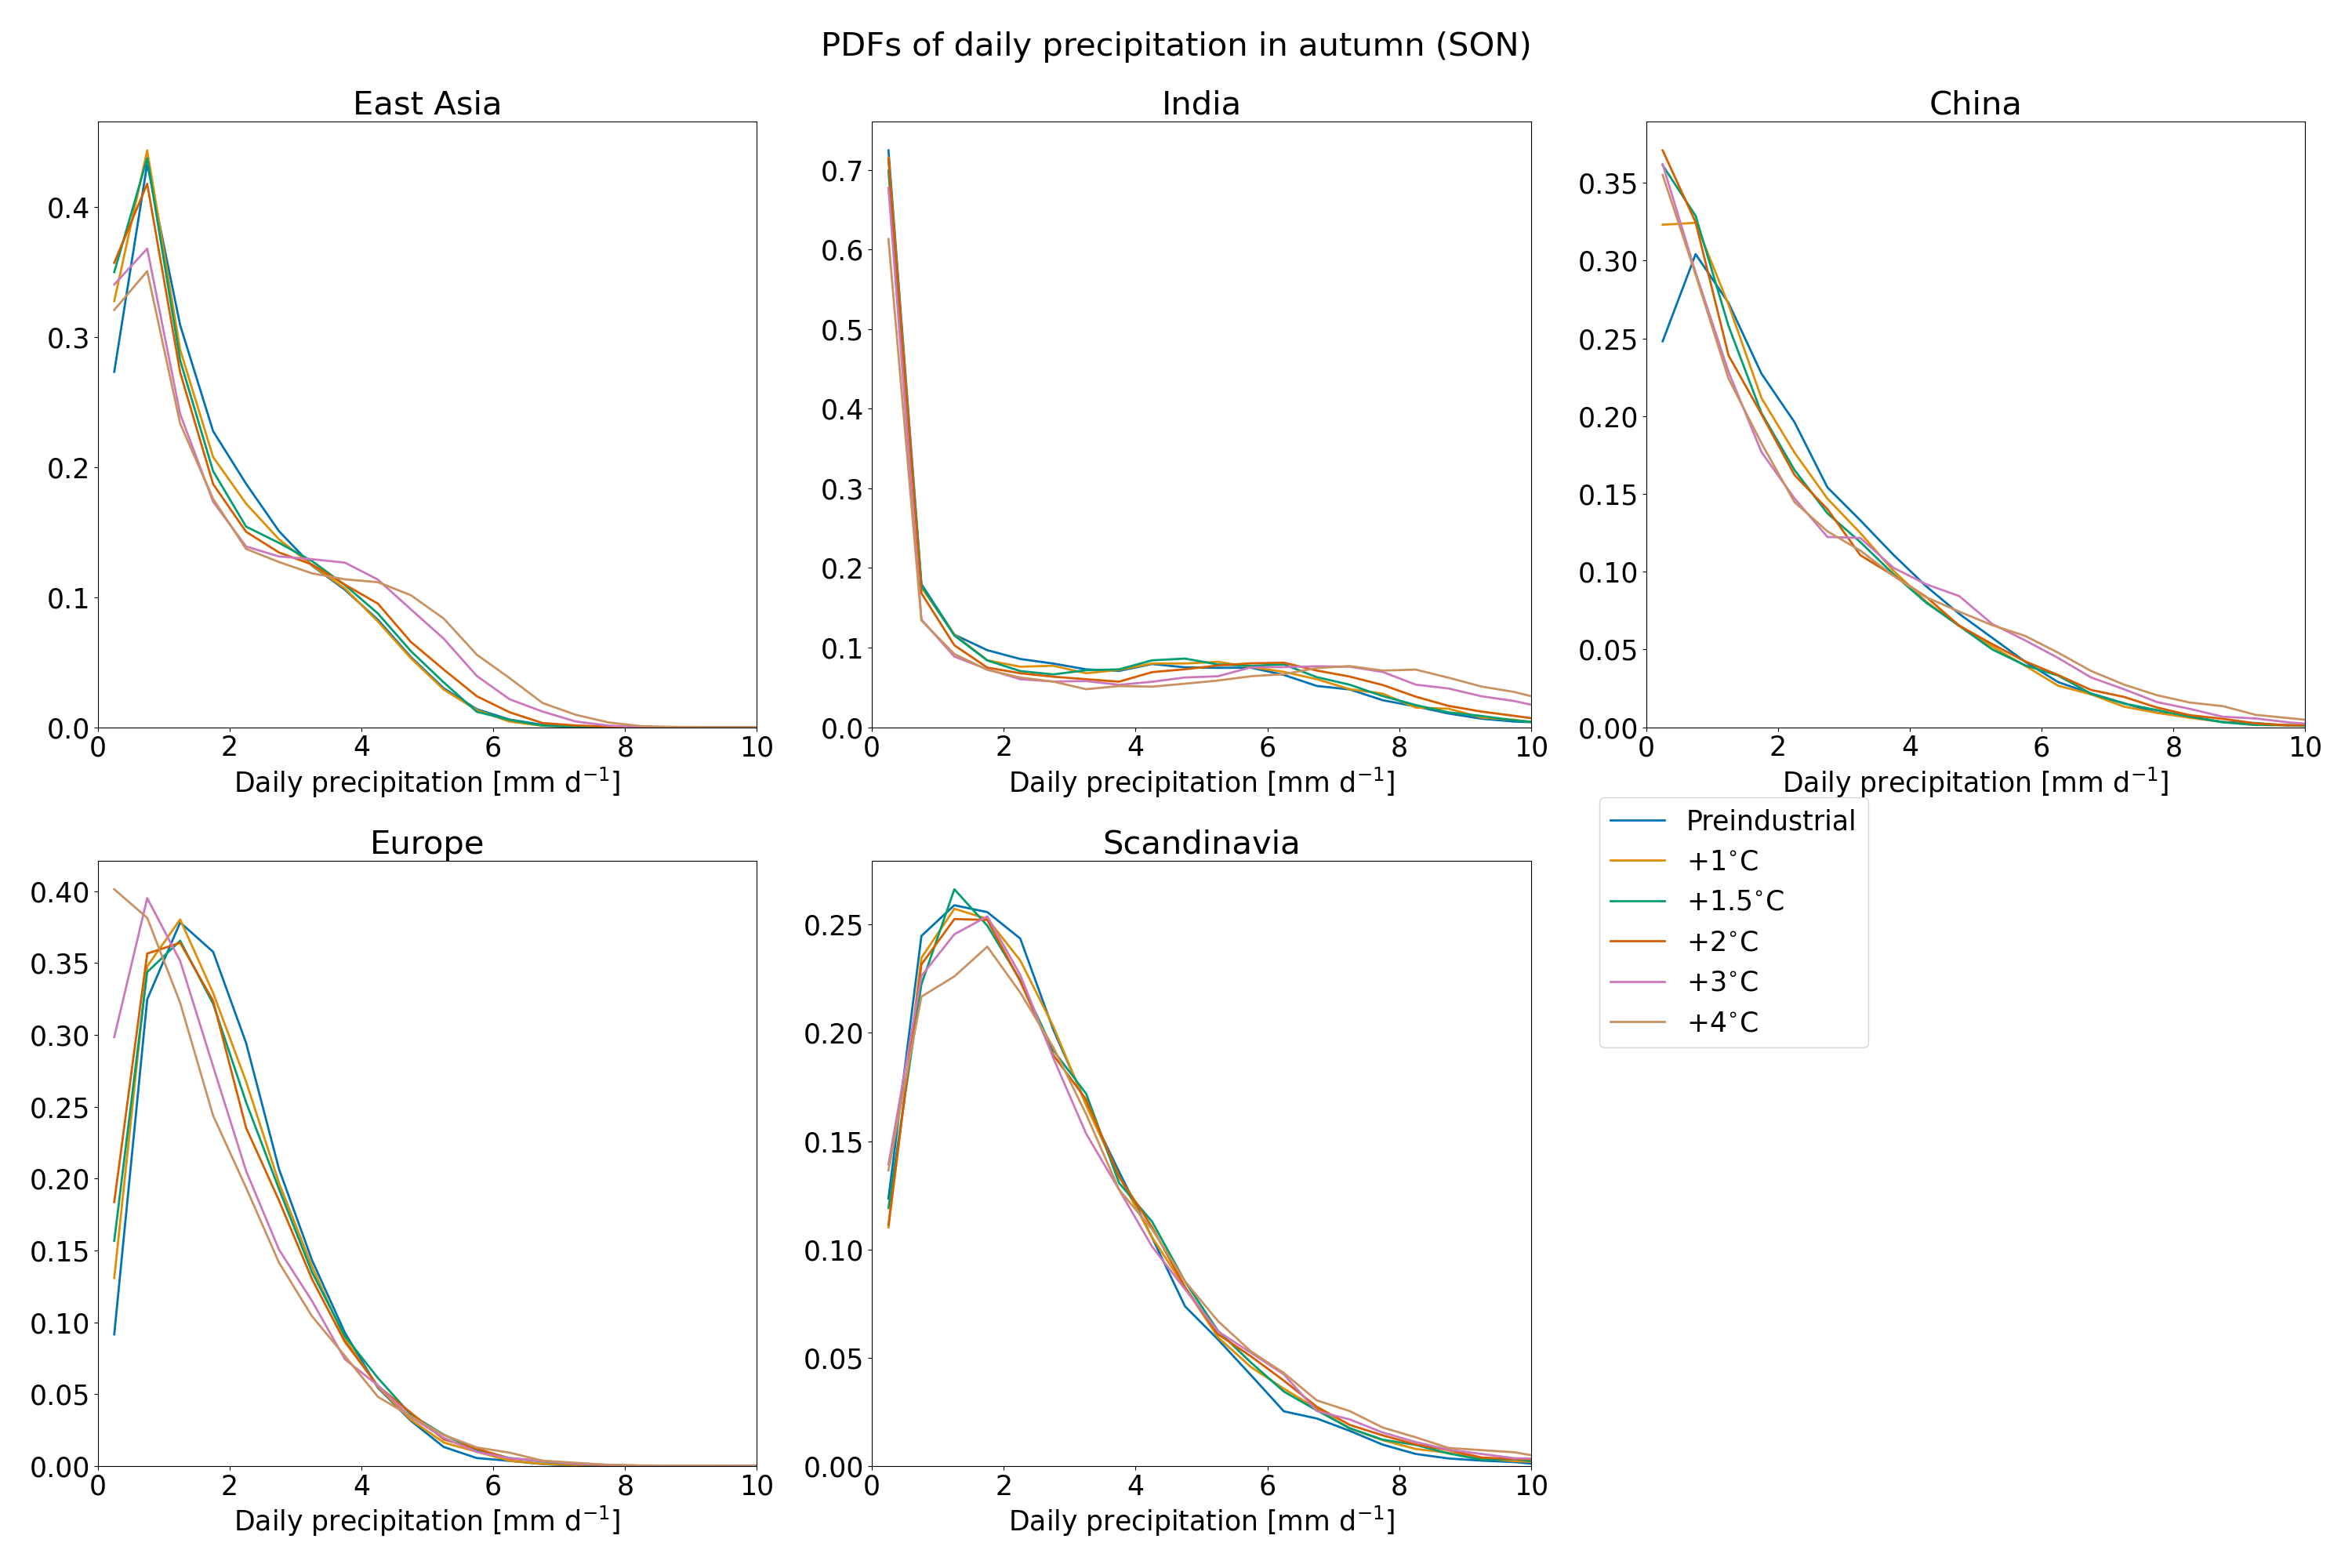 PDFs of daily precipitation in autumn (SON)
East Asia
0.4
0.3
0.2
0.1
0.0
0 2 4 6 8 10
Daily precipitation [mm d⁻¹]
India
0.7
0.6
0.5
0.4
0.3
0.2
0.1
0.0
0 2 4 6 8 10
Daily precipitation [mm d⁻¹]
China
0.35
0.30
0.25
0.20
0.15
0.10
0.05
0.00
0 2 4 6 8 10
Daily precipitation [mm d⁻¹]
Europe
0.40
0.35
0.30
0.25
0.20
0.15
0.10
0.05
0.00
0 2 4 6 8 10
Daily precipitation [mm d⁻¹]
Scandinavia
0.25
0.20
0.15
0.10
0.05
0.00
0 2 4 6 8 10
Daily precipitation [mm d⁻¹]
Preindustrial
+1°C
+1.5°C
+2°C
+3°C
+4°C